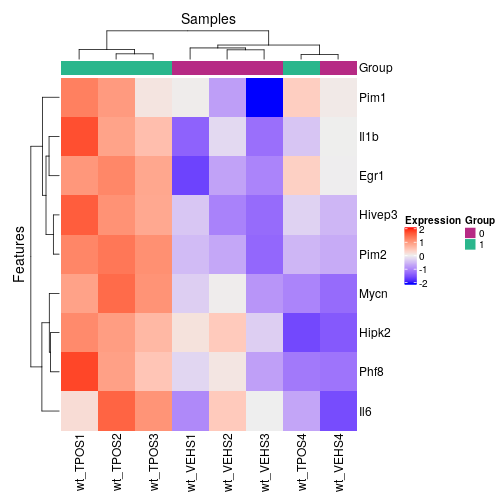 Samples
Group
Pim1
Il1b
Egr1
Hivep3
Pim2
Mycn
Hipk2
Phf8
Il6
Features
wt_TPOS1
wt_TPOS2
wt_TPOS3
wt_VEHS1
wt_VEHS2
wt_VEHS3
wt_TPOS4
wt_VEHS4
Expression
2
1
0
-1
-2
Group
0
1